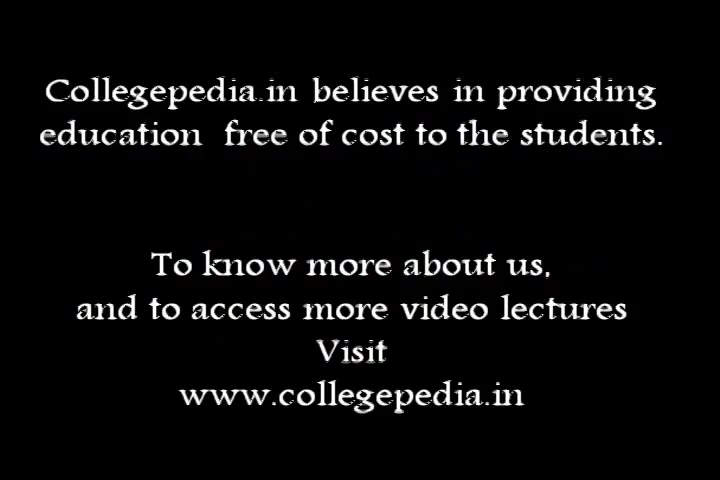 Collegepedia.in believes in providing
education free of cost to the students.
To know more about us,
and to access more video lectures
Visit
www.collegepedia.in